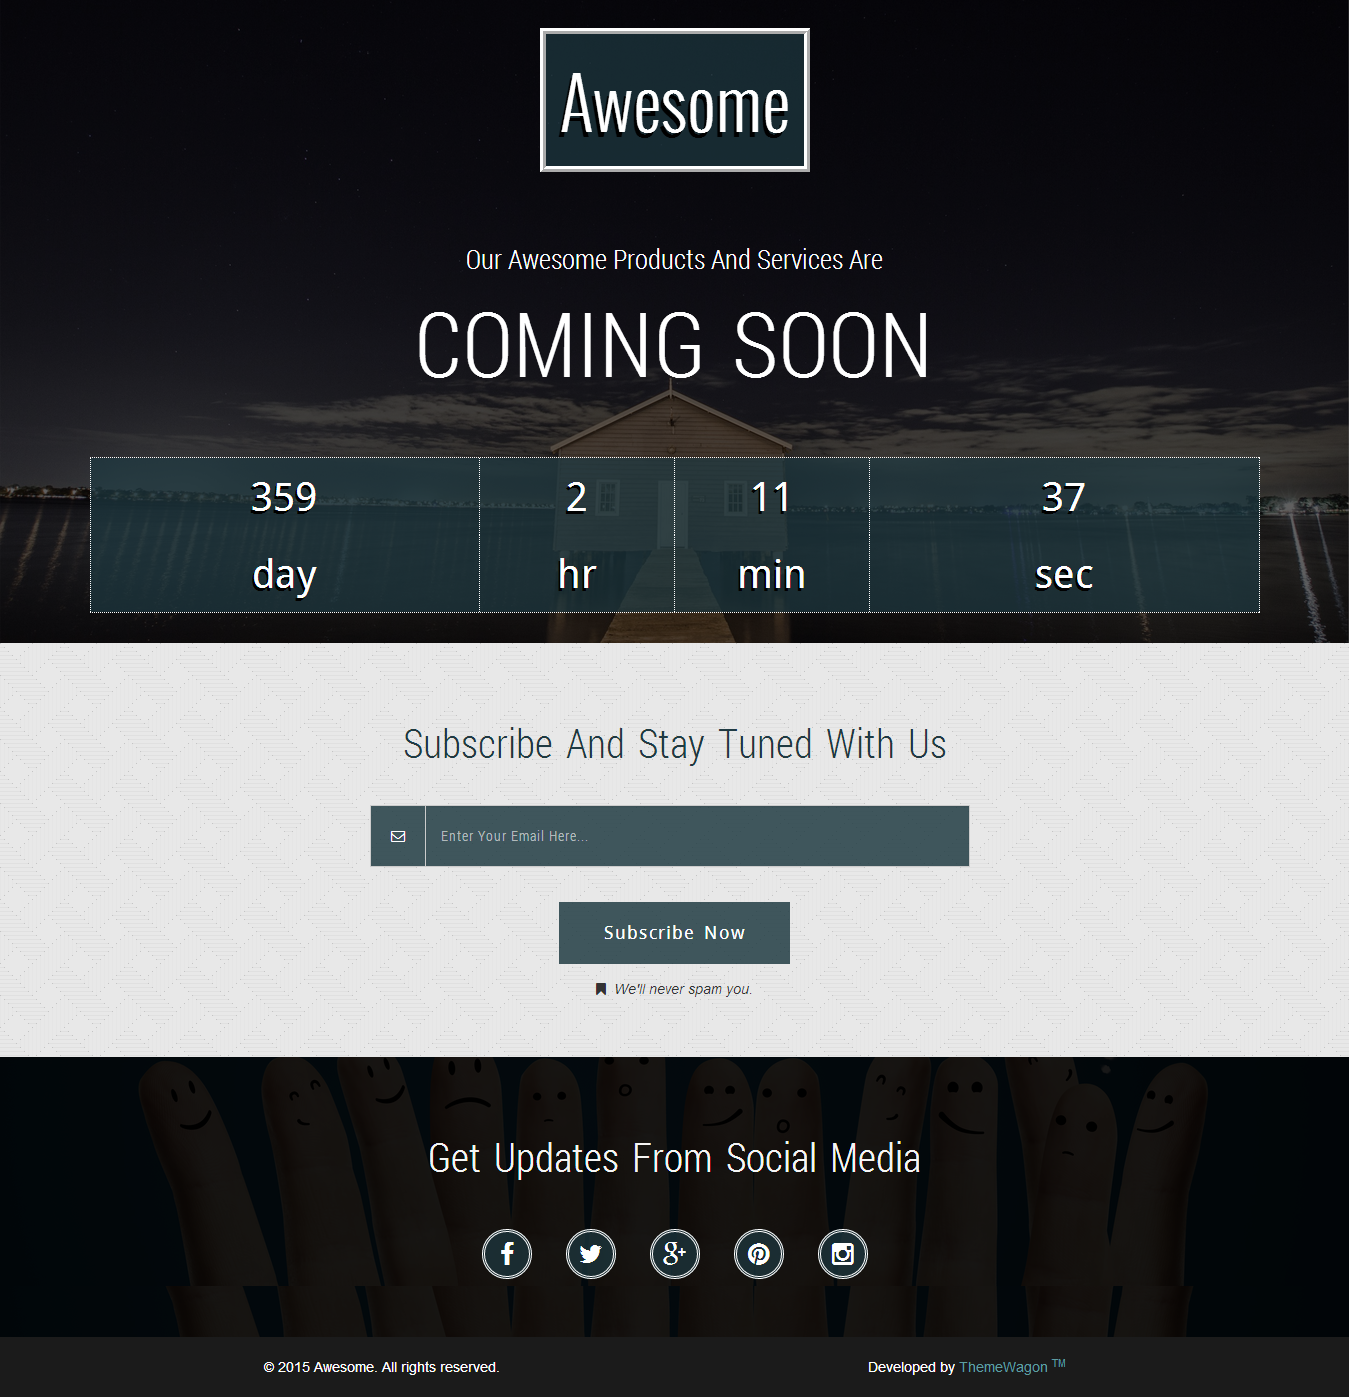 Awesome
Our Awesome Products And Services Are
COMING SOON
359 2 11 37
day hr min sec
Subscribe And Stay Tuned With Us
Enter Your Email Here...
Subscribe Now
We'll never spam you.
Get Updates From Social Media
© 2015 Awesome. All rights reserved. Developed by ThemeWagon TM